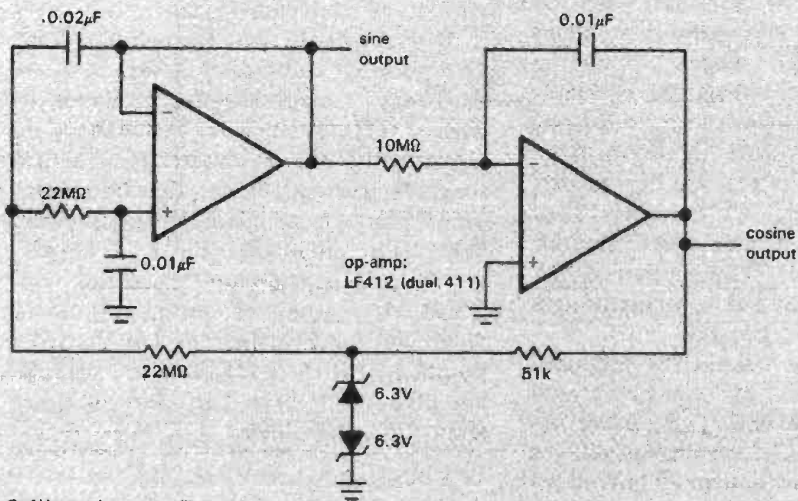 .0.02µF
0.01µF
sine
output
−
10MΩ
−
22MΩ
+
+
cosine
output
0.01µF
op-amp:
LF412 (dual 411)
22MΩ
51k
6.3V
6.3V